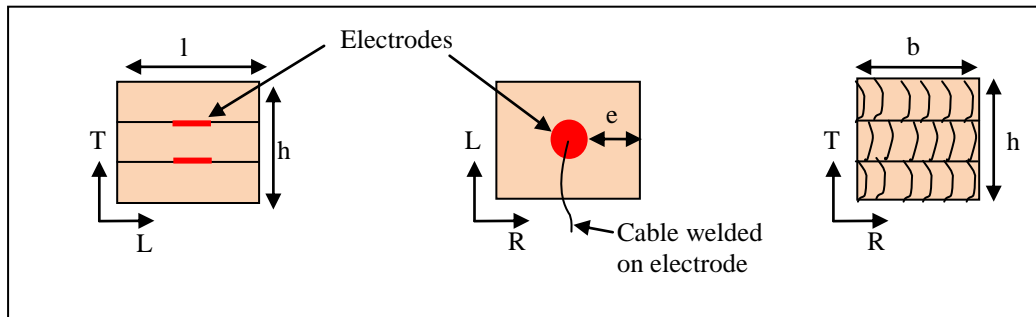 Electrodes
l
T
h
L
L
e
R
Cable welded
on electrode
b
T
h
R